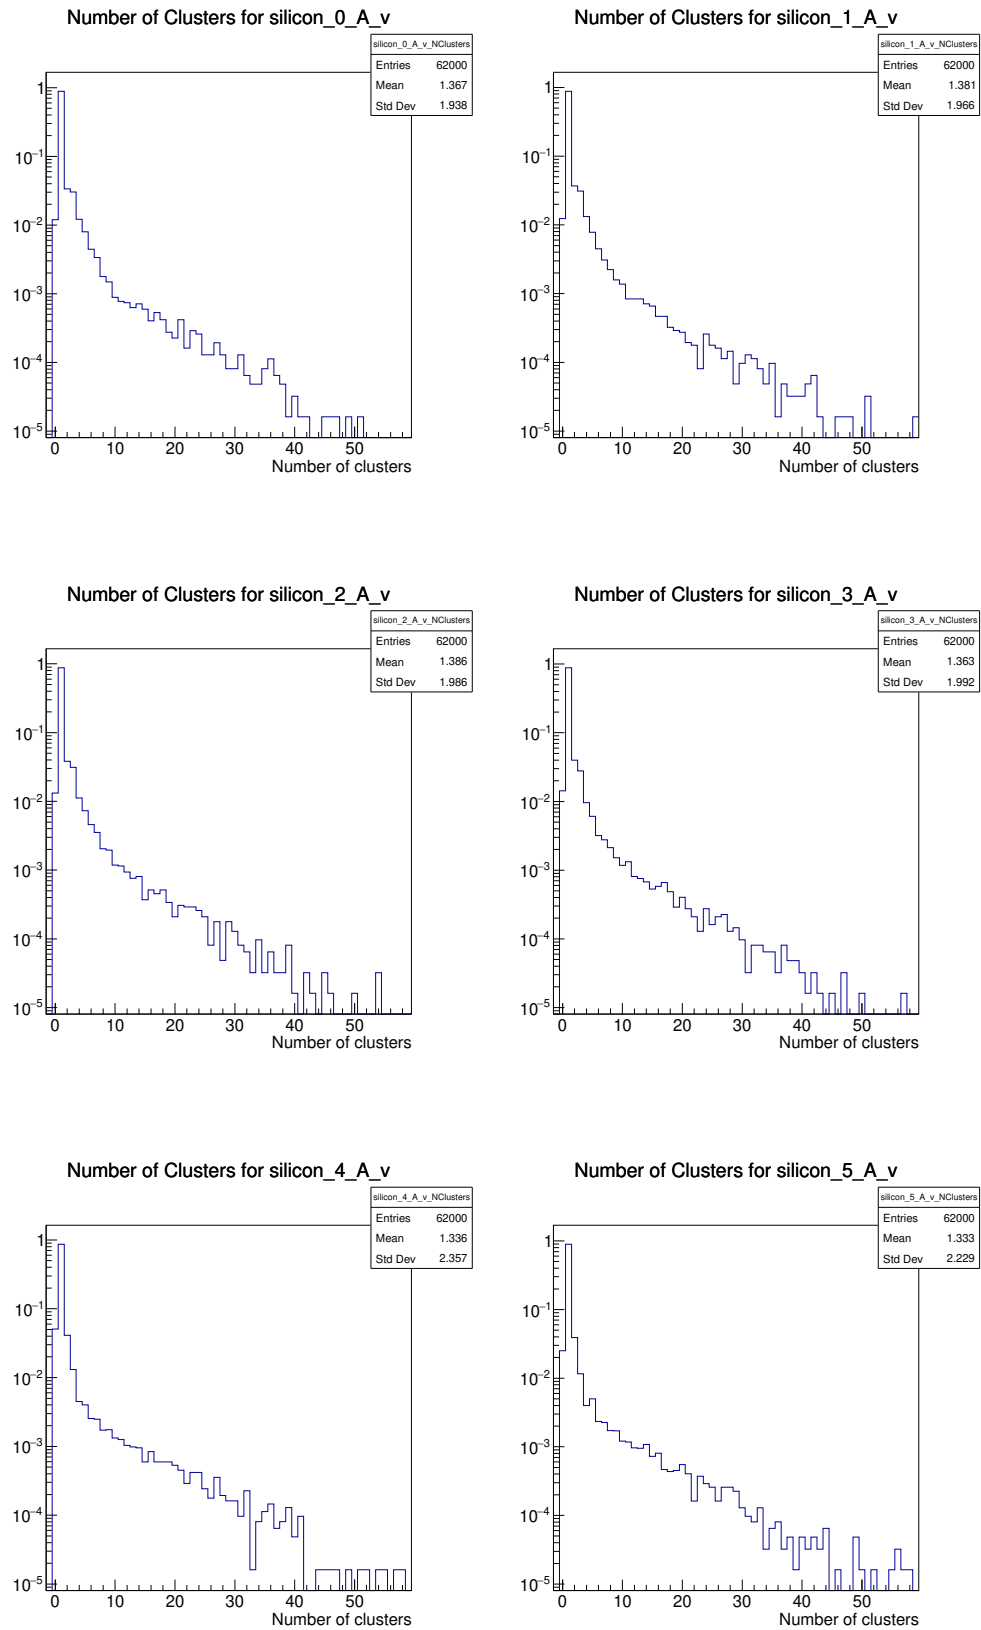 Number of Clusters for silicon_0_A_v
silicon_0_A_v_NClusters
Entries 62000
Mean 1.367
Std Dev 1.938
1
10⁻¹
10⁻²
10⁻³
10⁻⁴
10⁻⁵
0 10 20 30 40 50
Number of clusters
Number of Clusters for silicon_1_A_v
silicon_1_A_v_NClusters
Entries 62000
Mean 1.381
Std Dev 1.966
1
10⁻¹
10⁻²
10⁻³
10⁻⁴
10⁻⁵
0 10 20 30 40 50
Number of clusters
Number of Clusters for silicon_2_A_v
silicon_2_A_v_NClusters
Entries 62000
Mean 1.386
Std Dev 1.986
1
10⁻¹
10⁻²
10⁻³
10⁻⁴
10⁻⁵
0 10 20 30 40 50
Number of clusters
Number of Clusters for silicon_3_A_v
silicon_3_A_v_NClusters
Entries 62000
Mean 1.363
Std Dev 1.992
1
10⁻¹
10⁻²
10⁻³
10⁻⁴
10⁻⁵
0 10 20 30 40 50
Number of clusters
Number of Clusters for silicon_4_A_v
silicon_4_A_v_NClusters
Entries 62000
Mean 1.336
Std Dev 2.357
1
10⁻¹
10⁻²
10⁻³
10⁻⁴
10⁻⁵
0 10 20 30 40 50
Number of clusters
Number of Clusters for silicon_5_A_v
silicon_5_A_v_NClusters
Entries 62000
Mean 1.333
Std Dev 2.229
1
10⁻¹
10⁻²
10⁻³
10⁻⁴
10⁻⁵
0 10 20 30 40 50
Number of clusters